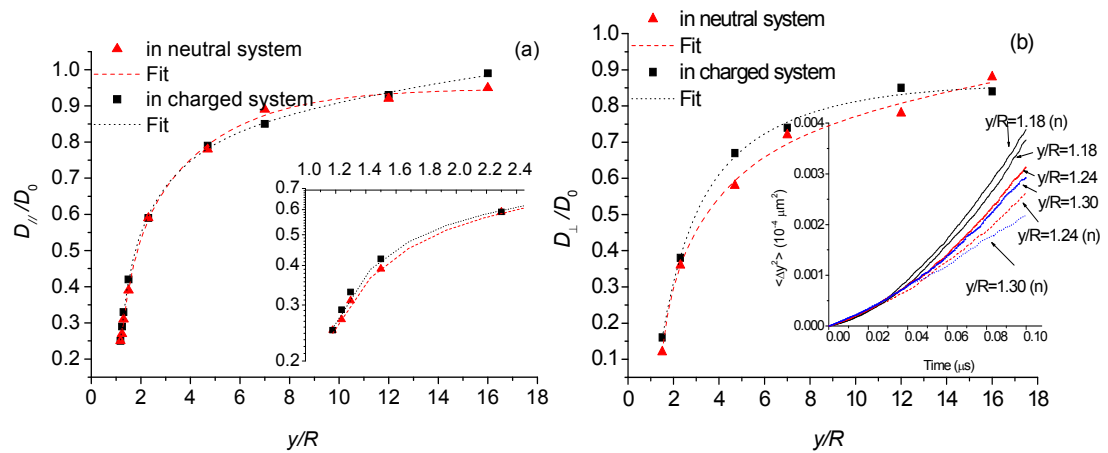 in neutral system
Fit
in charged system
Fit
(a)
1.0
0.9
0.8
0.7
0.6
0.5
0.4
0.3
0.2
D///D0
0 2 4 6 8 10 12 14 16 18
y/R
1.0 1.2 1.4 1.6 1.8 2.0 2.2 2.4
0.7
0.6
0.5
0.4
0.3
0.2
in neutral system
Fit
in charged system
Fit
(b)
1.0
0.9
0.8
0.7
0.6
0.5
0.4
0.3
0.2
0.1
D⊥/D0
0 2 4 6 8 10 12 14 16 18
y/R
0.004
0.003
0.002
0.001
0.000
<Δy²> (10⁻⁴ μm²)
0.00 0.02 0.04 0.06 0.08 0.10
Time (μs)
y/R=1.18 (n)
y/R=1.18
y/R=1.24
y/R=1.30
y/R=1.24 (n)
y/R=1.30 (n)